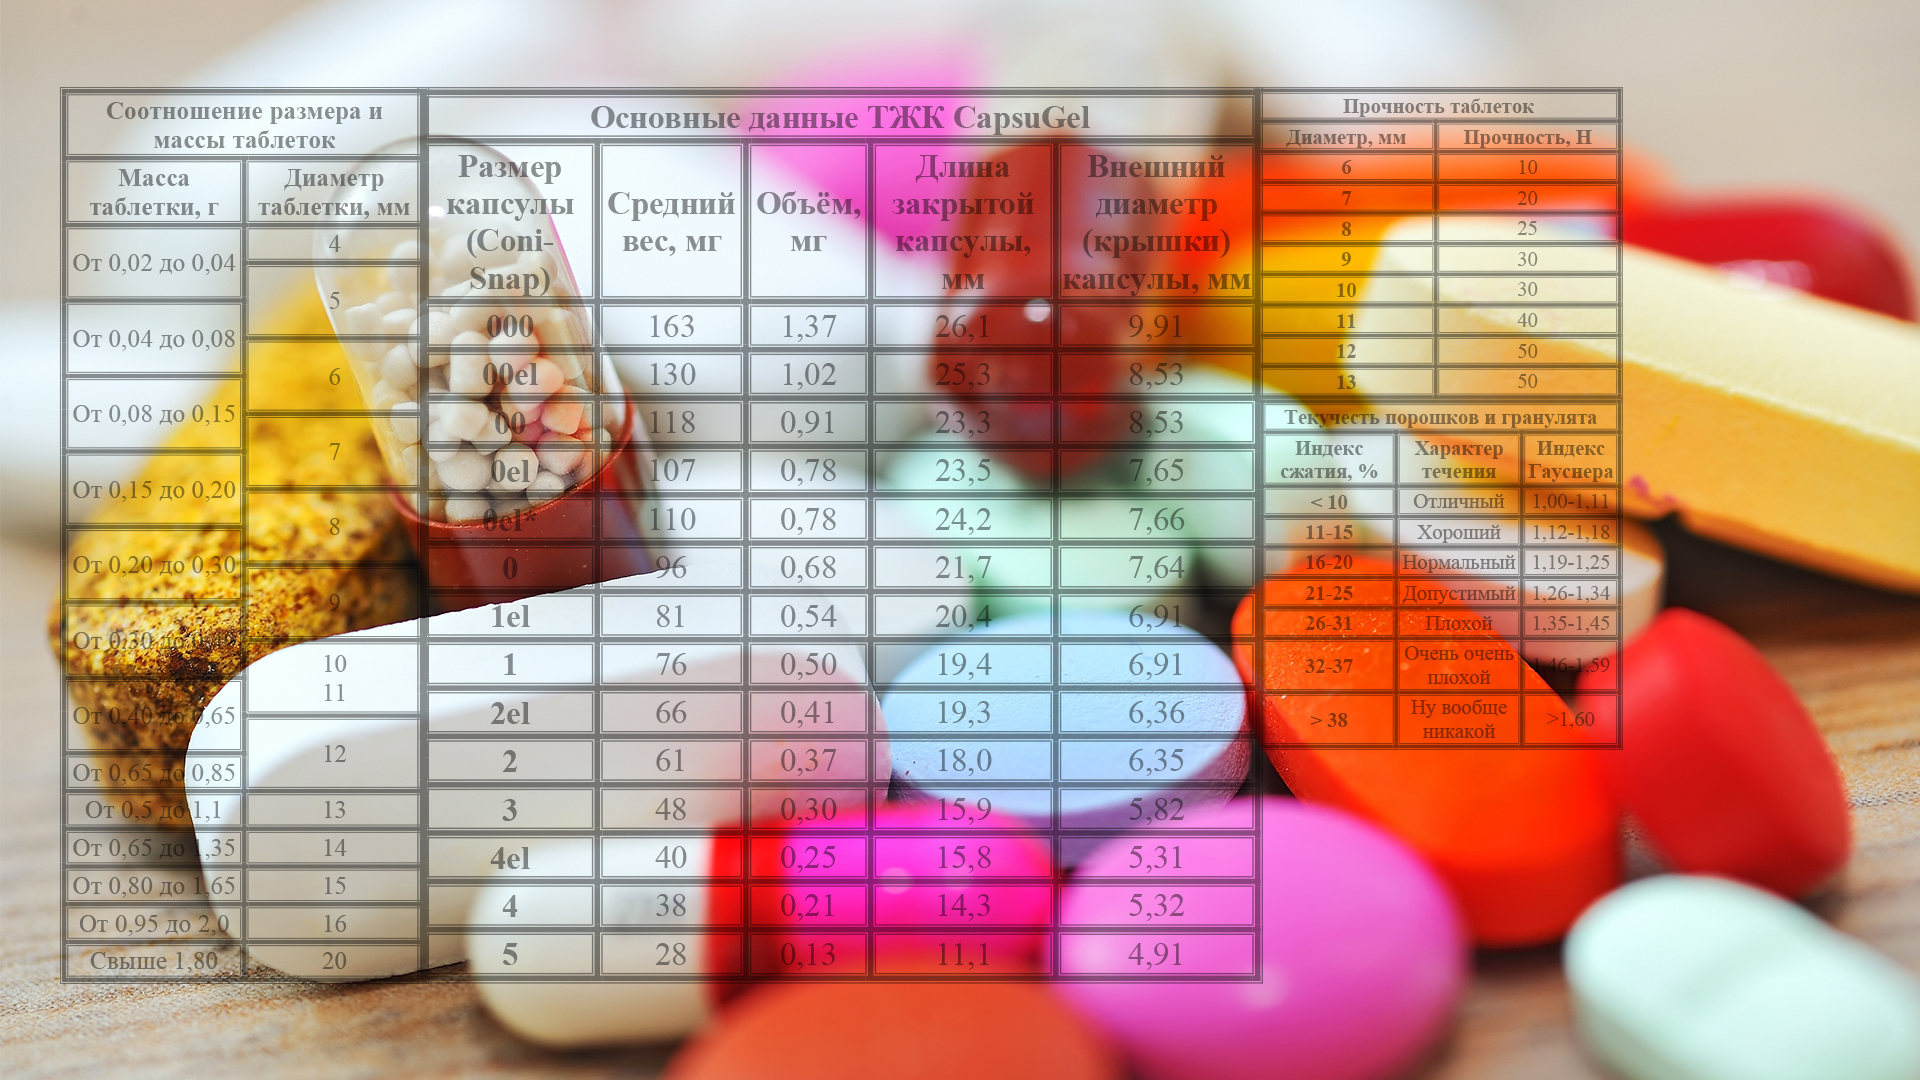 Соотношение размера и
массы таблеток
Масса
таблетки, г
Диаметр
таблетки, мм
От 0,02 до 0,04
От 0,04 до 0,08
От 0,08 до 0,15
От 0,15 до 0,20
От 0,20 до 0,30
От 0,30 до
От 0,40 до 0,65
От 0,65 до 0,85
От 0,5 до 1,1
От 0,65 до 1,35
От 0,80 до 1,65
От 0,95 до 2,0
Свыше 1,80
4
5
6
7
8
9
10
11
12
13
14
15
16
20
Основные данные ТЖК CapsuGel
Размер
капсулы
(Coni-
Snap)
Средний
вес, мг
Объём,
мг
Длина
закрытой
капсулы,
мм
Внешний
диаметр
(крышки)
капсулы, мм
000 163 1,37 26,1 9,91
00el 130 1,02 25,3 8,53
00 118 0,91 23,3 8,53
0el 107 0,78 23,5 7,65
0el* 110 0,78 24,2 7,66
0 96 0,68 21,7 7,64
1el 81 0,54 20,4 6,91
1 76 0,50 19,4 6,91
2el 66 0,41 19,3 6,36
2 61 0,37 18,0 6,35
3 48 0,30 15,9 5,82
4el 40 0,25 15,8 5,31
4 38 0,21 14,3 5,32
5 28 0,13 11,1 4,91
Прочность таблеток
Диаметр, мм Прочность, Н
6 10
7 20
8 25
9 30
10 30
11 40
12 50
13 50
Текучесть порошков и гранулята
Индекс
сжатия, %
Характер
течения
Индекс
Гауснера
< 10 Отличный 1,00-1,11
11-15 Хороший 1,12-1,18
16-20 Нормальный 1,19-1,25
21-25 Допустимый 1,26-1,34
26-31 Плохой 1,35-1,45
32-37 Очень очень
плохой 1,46-1,59
> 38 Ну вообще
никакой >1,60